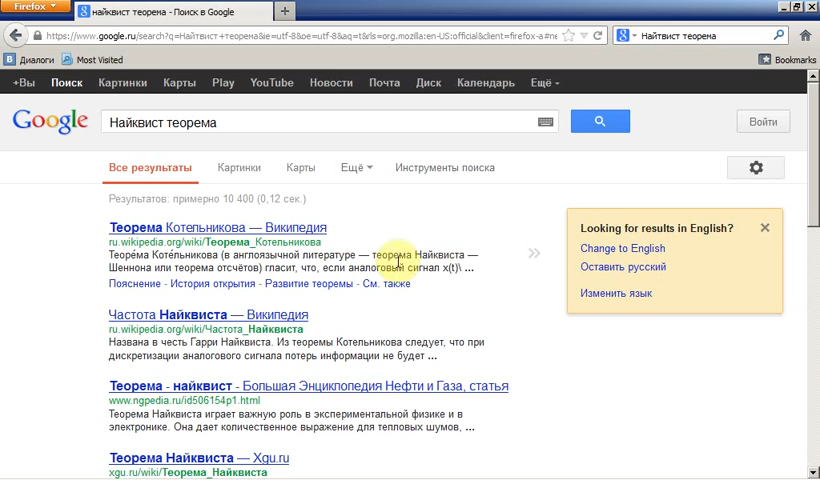 Firefox
найквист теорема - Поиск в Google
https://www.google.ru/search?q=Найтвист+теорема&ie=utf-8&oe=utf-8&aq=t&rls=org.mozilla:en-US:official&client=firefox-a#ne
Найтвист теорема
Диалоги
Most Visited
Bookmarks
+Вы Поиск Картинки Карты Play YouTube Новости Почта Диск Календарь Ещё
Google
Найквист теорема
Войти
Все результаты Картинки Карты Ещё Инструменты поиска
Результатов: примерно 10 400 (0,12 сек.)
Теорема Котельникова — Википедия
ru.wikipedia.org/wiki/Теорема_Котельникова
Теоре́ма Коте́льникова (в англоязычной литературе — теорема Найквиста —
Шеннона или теорема отсчётов) гласит, что, если аналоговый сигнал x(t)\ ...
Пояснение - История открытия - Развитие теоремы - См. также
Частота Найквиста — Википедия
ru.wikipedia.org/wiki/Частота_Найквиста
Названа в честь Гарри Найквиста. Из теоремы Котельникова следует, что при
дискретизации аналогового сигнала потерь информации не будет ...
Теорема - найквист - Большая Энциклопедия Нефти и Газа, статья
www.ngpedia.ru/id506154p1.html
Теорема Найквиста играет важную роль в экспериментальной физике и в
электронике. Она дает количественное выражение для тепловых шумов, ...
Теорема Найквиста — Xgu.ru
xgu.ru/wiki/Теорема_Найквиста
Looking for results in English?
Change to English
Оставить русский
Изменить язык